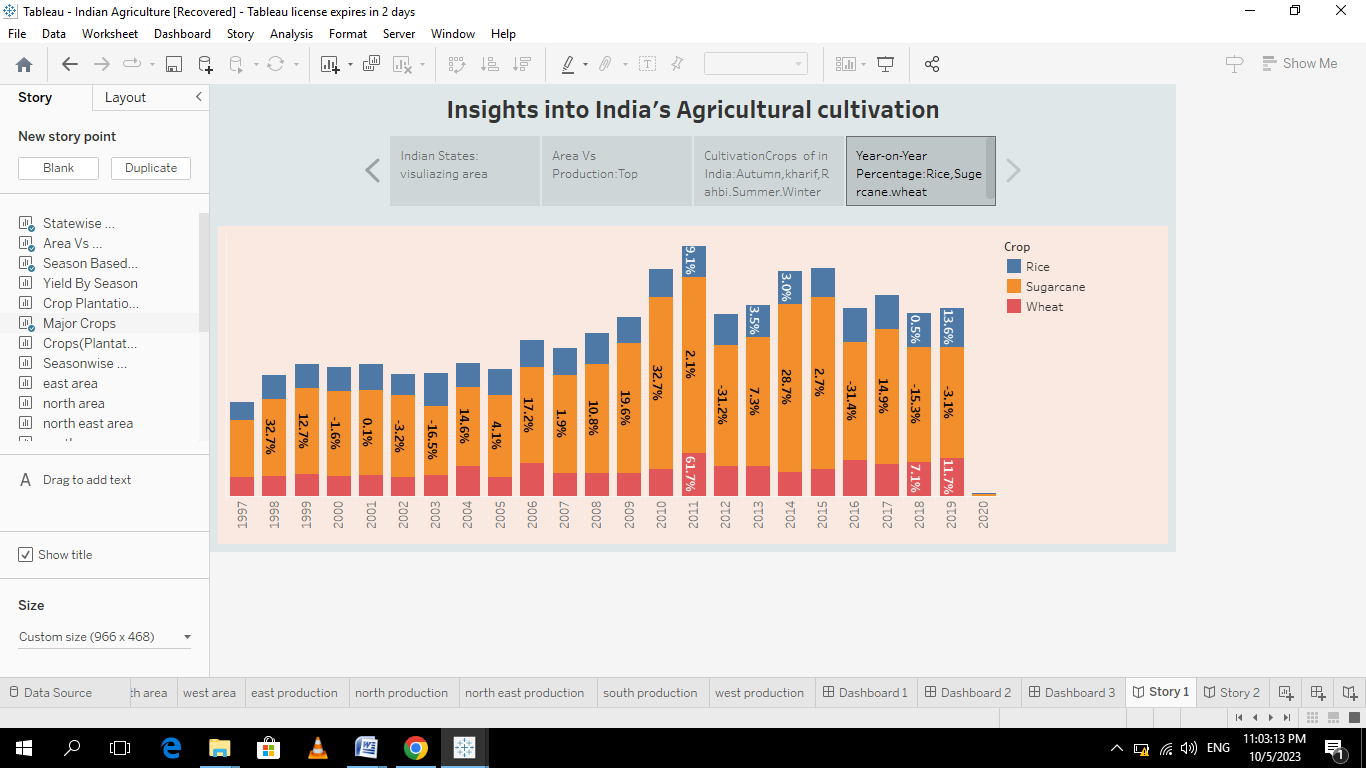 Tableau - Indian Agriculture [Recovered] - Tableau license expires in 2 days
File Data Worksheet Dashboard Story Analysis Format Server Window Help
Show Me
Story Layout
New story point
Blank Duplicate
Statewise ...
Area Vs ...
Season Based...
Yield By Season
Crop Plantatio...
Major Crops
Crops(Plantat...
Seasonwise ...
east area
north area
north east area
A Drag to add text
Show title
Size
Custom size (966 x 468)
Insights into India's Agricultural cultivation
Indian States:
visuliazing area
Area Vs
Production:Top
CultivationCrops of in
India:Autumn,kharif,R
ahbi.Summer.Winter
Year-on-Year
Percentage:Rice,Suge
rcane.wheat
9.1%
3.5%
3.0%
0.5%
13.6%
32.7%
12.7%
-1.6%
0.1%
-3.2%
-16.5%
14.6%
4.1%
17.2%
1.9%
10.8%
19.6%
32.7%
2.1%
-31.2%
7.3%
28.7%
2.7%
-31.4%
14.9%
-15.3%
-3.1%
61.7%
7.1%
11.7%
1997 1998 1999 2000 2001 2002 2003 2004 2005 2006 2007 2008 2009 2010 2011 2012 2013 2014 2015 2016 2017 2018 2019 2020
Crop
Rice
Sugarcane
Wheat
Data Source th area west area east production north production north east production south production west production Dashboard 1 Dashboard 2 Dashboard 3 Story 1 Story 2
ENG
11:03:13 PM
10/5/2023
1